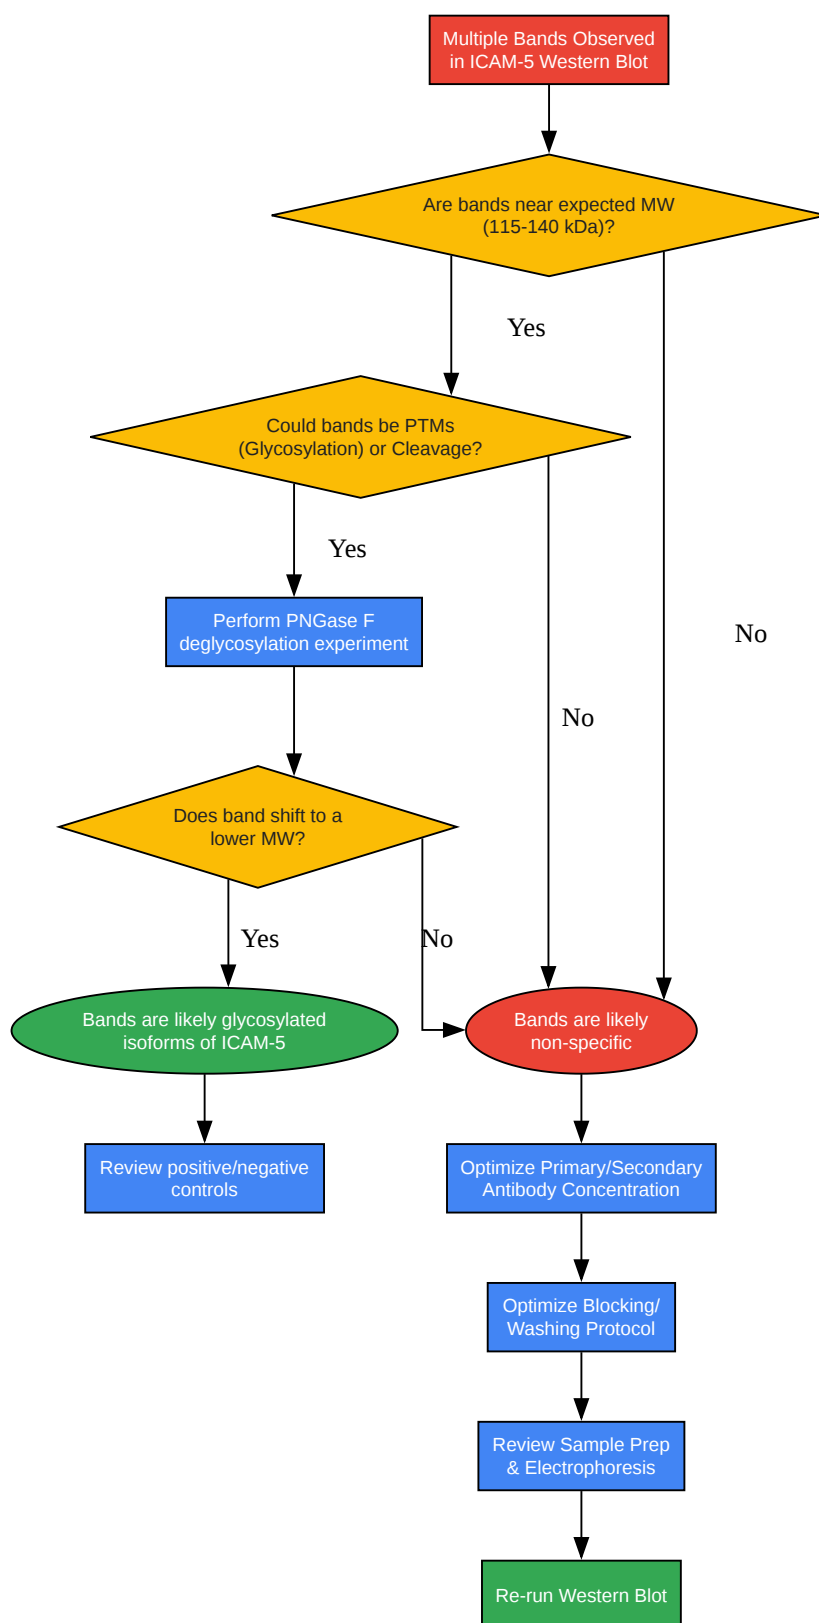 Multiple Bands Observed
in ICAM-5 Western Blot
Are bands near expected MW
(115-140 kDa)?
Yes
Could bands be PTMs
(Glycosylation) or Cleavage?
Yes
Perform PNGase F
deglycosylation experiment
No
No
Does band shift to a
lower MW?
Yes
No
Bands are likely glycosylated
isoforms of ICAM-5
Bands are likely
non-specific
Review positive/negative
controls
Optimize Primary/Secondary
Antibody Concentration
Optimize Blocking/
Washing Protocol
Review Sample Prep
& Electrophoresis
Re-run Western Blot